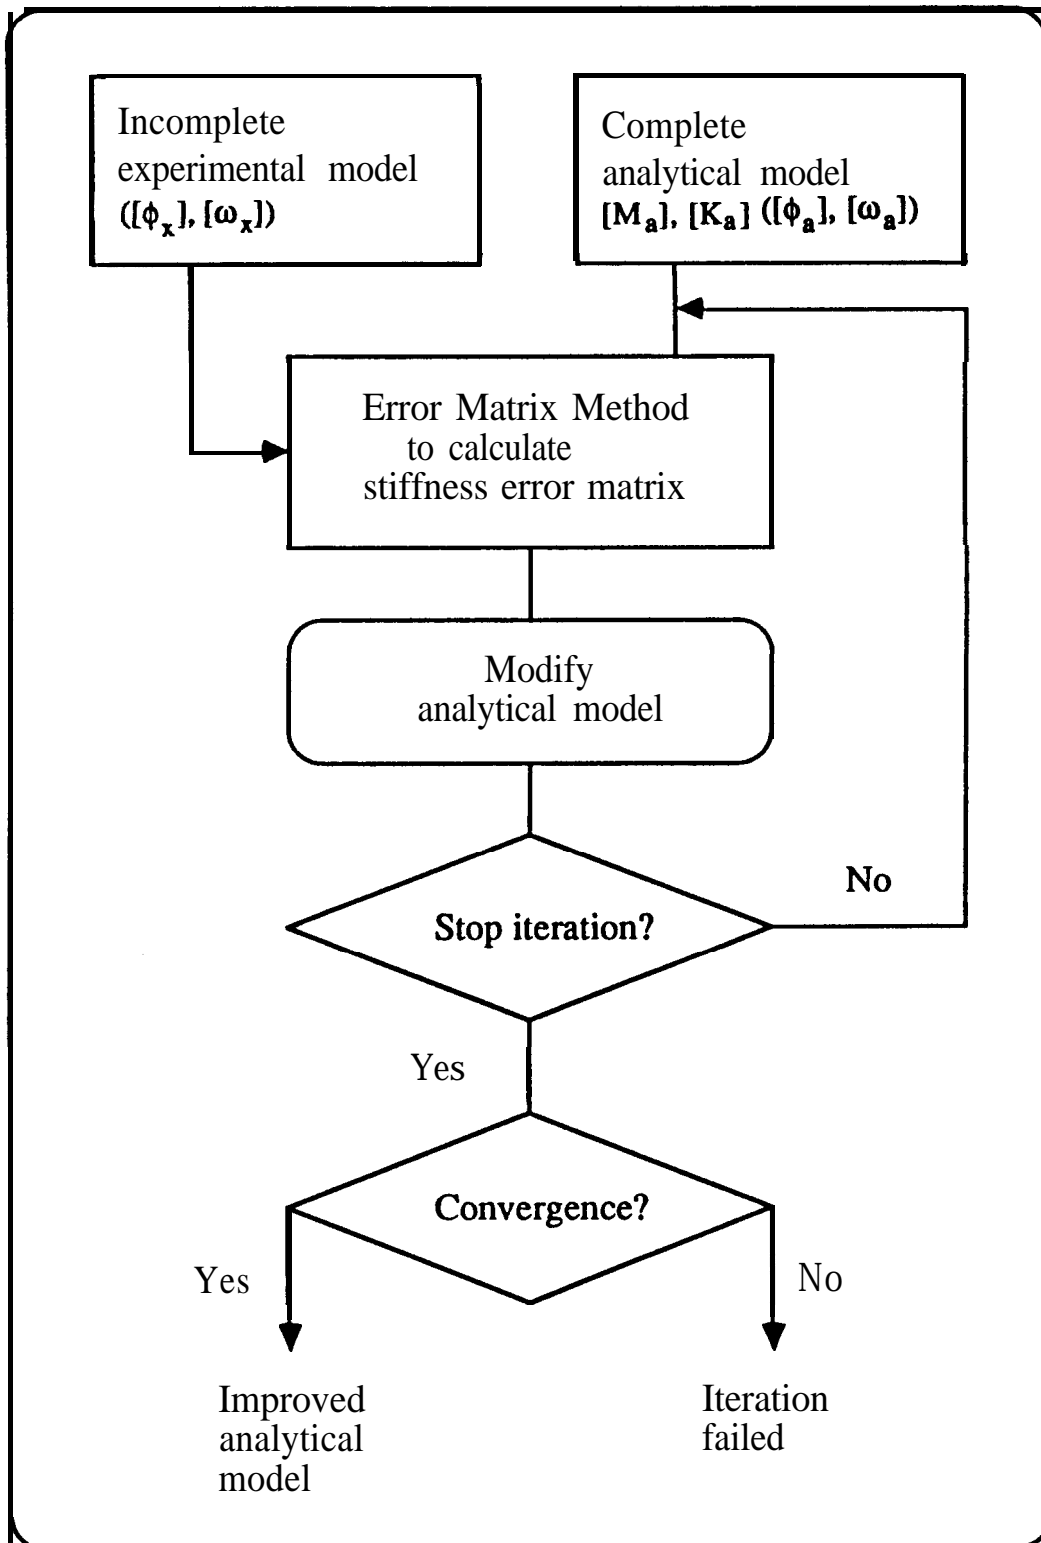 Incomplete
experimental model
([ϕx], [ωx])
Complete
analytical model
[Ma], [Ka] ([ϕa], [ωa])
Error Matrix Method
to calculate
stiffness error matrix
Modify
analytical model
Stop iteration?
No
Yes
Convergence?
Yes
No
Improved
analytical
model
Iteration
failed